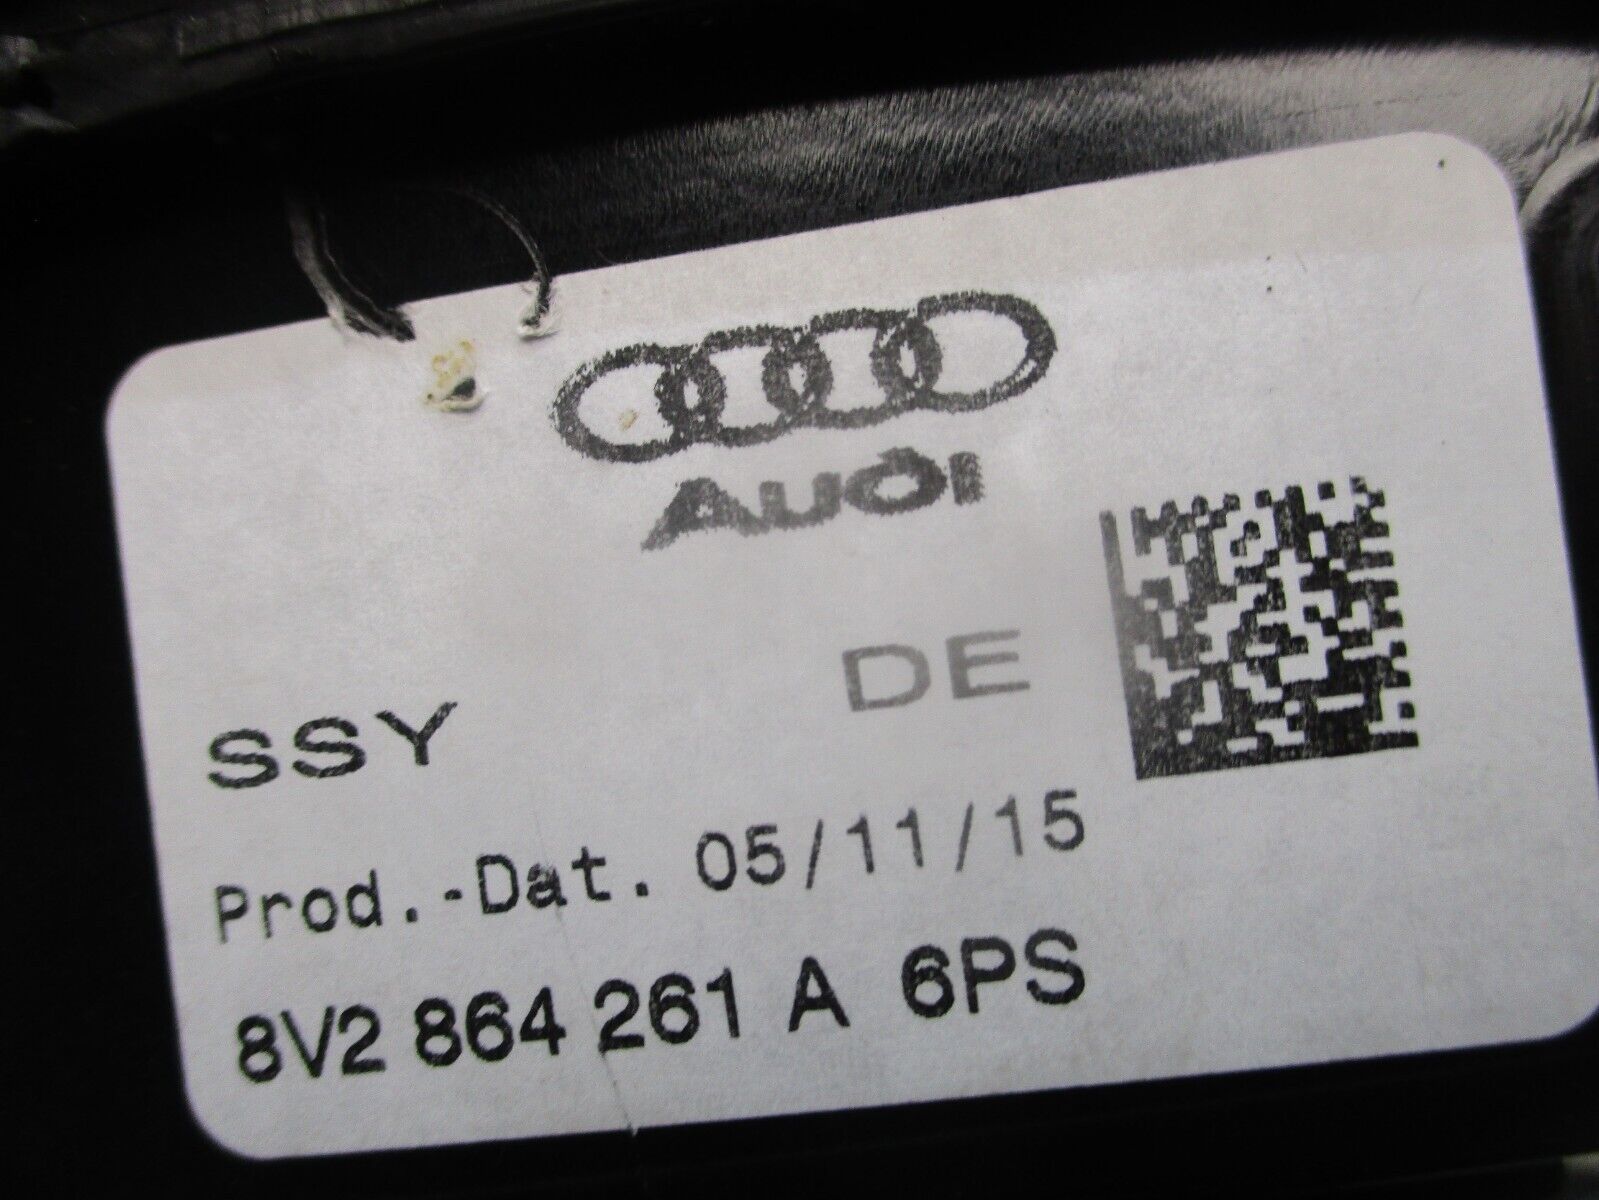 Audi
DE
SSY
Prod.-Dat. 05/11/15
8V2 864 261 A 6PS